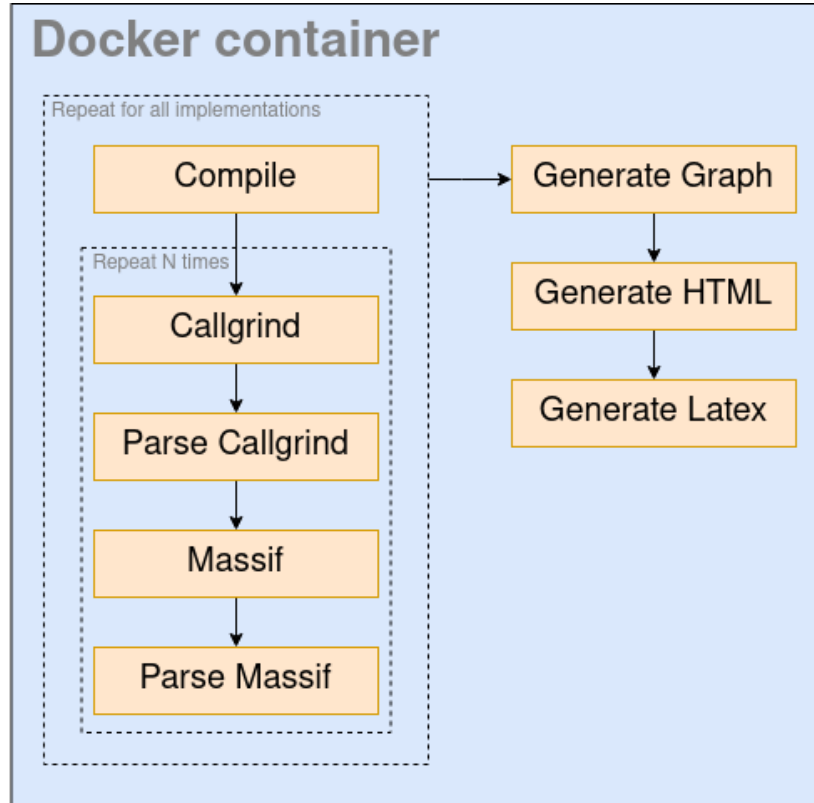 Docker container
Repeat for all implementations
Compile
Repeat N times
Callgrind
Parse Callgrind
Massif
Parse Massif
Generate Graph
Generate HTML
Generate Latex